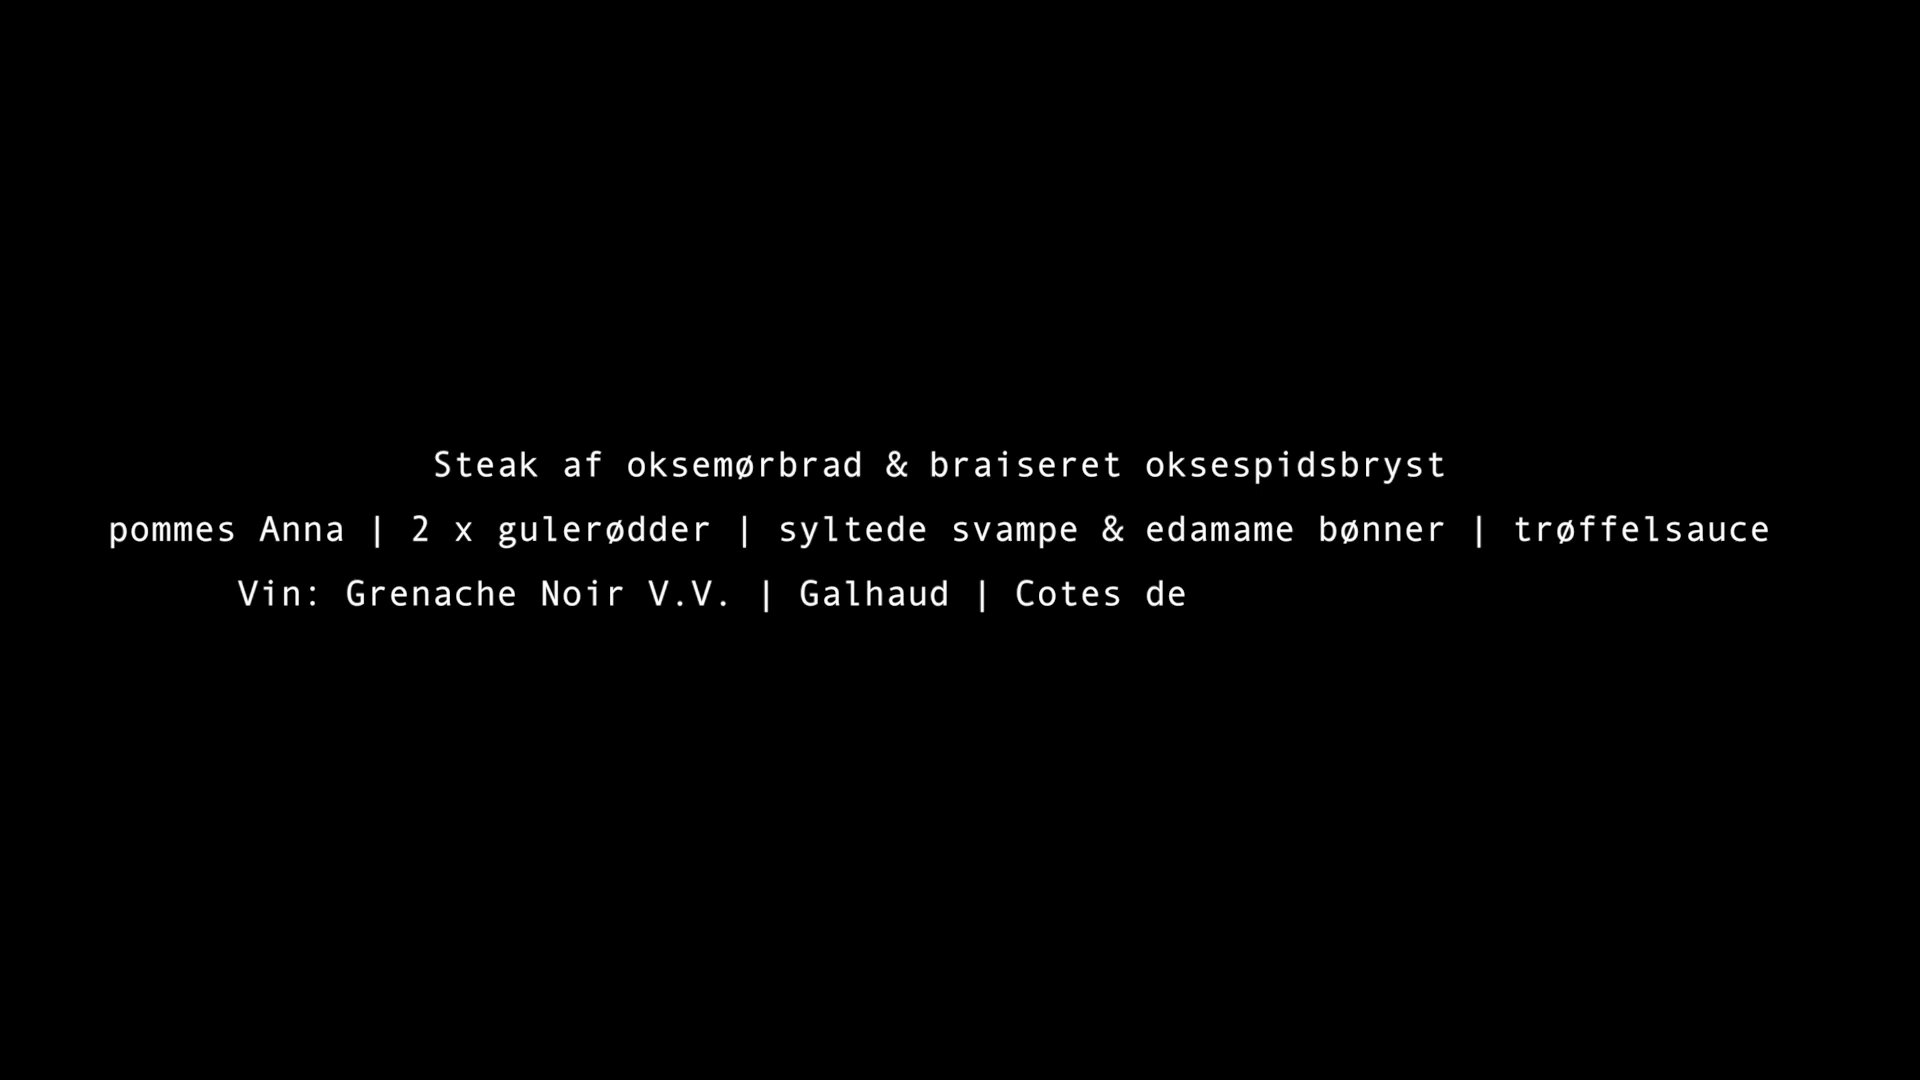 Steak af oksemørbrad & braiseret oksespidsbryst
pommes Anna | 2 x gulerødder | syltede svampe & edamame bønner | trøffelsauce
Vin: Grenache Noir V.V. | Galhaud | Cotes de